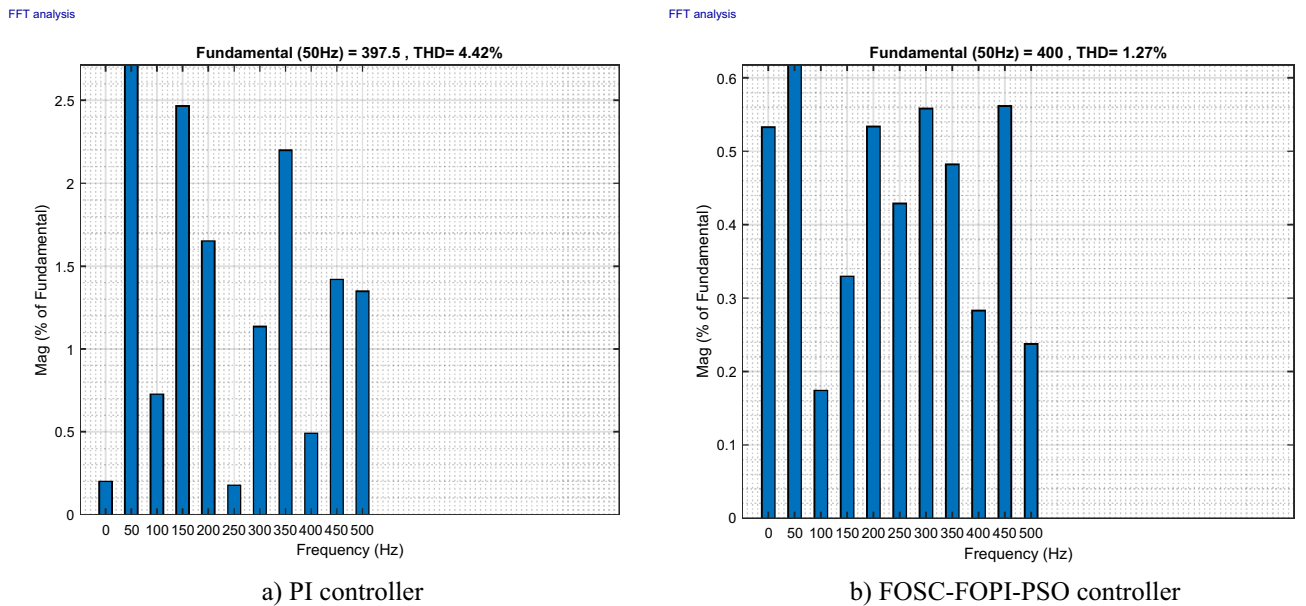 FFT analysis
Fundamental (50Hz) = 397.5 , THD= 4.42%
Mag (% of Fundamental)
2.5
2
1.5
1
0.5
0
0 50 100 150 200 250 300 350 400 450 500
Frequency (Hz)
a) PI controller
FFT analysis
Fundamental (50Hz) = 400 , THD= 1.27%
Mag (% of Fundamental)
0.6
0.5
0.4
0.3
0.2
0.1
0
0 50 100 150 200 250 300 350 400 450 500
Frequency (Hz)
b) FOSC-FOPI-PSO controller